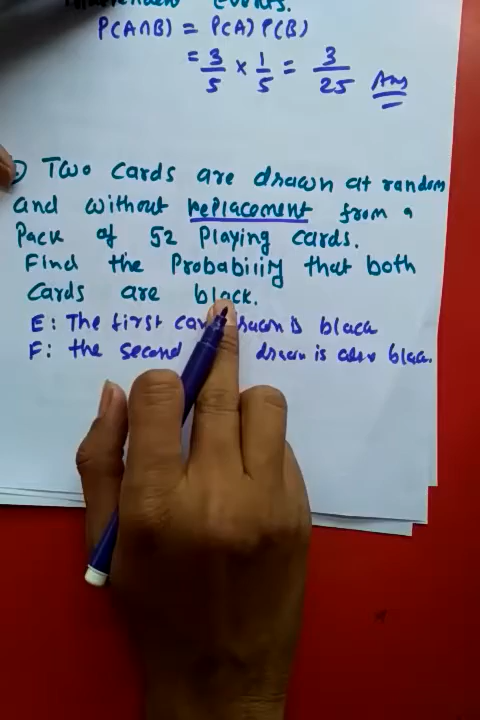 events.
P(A∩B) = P(A) P(B)
= 3/5 × 1/5 = 3/25 Ans
Two cards are drawn at random
and without replacement from a
Pack of 52 Playing cards.
Find the Probability that both
cards are black.
E: The first card drawn is black
F: the second drawn is also black.